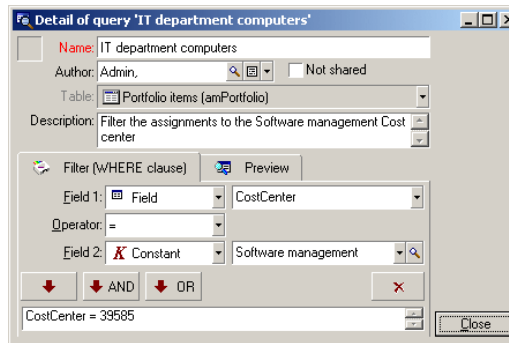 Detail of query 'IT department computers'
Name: IT department computers
Author: Admin,
Not shared
Table: Portfolio items (amPortfolio)
Description: Filter the assignments to the Software management Cost
center
Filter (WHERE clause) Preview
Field 1: Field CostCenter
Operator: =
Field 2: K Constant Software management
AND OR
CostCenter = 39585
Close